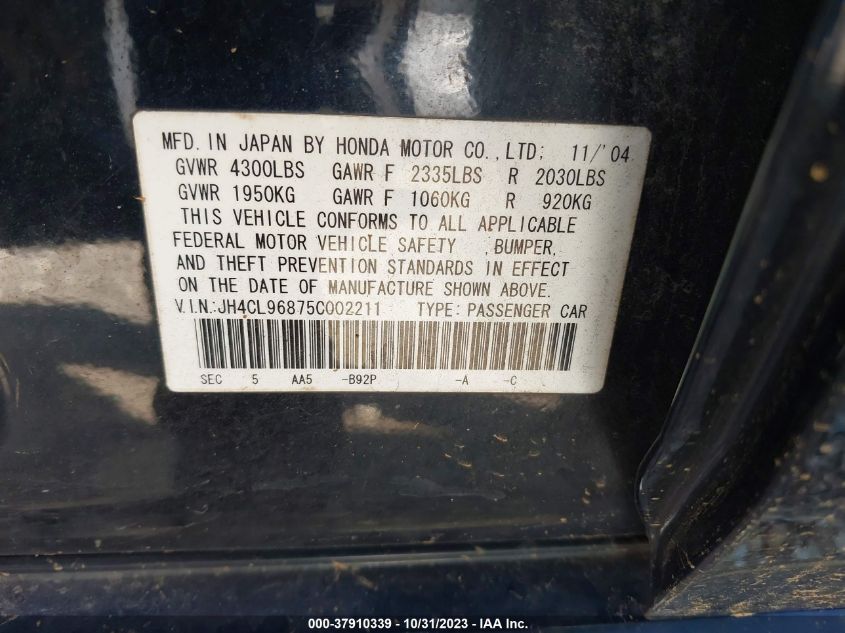 MFD. IN JAPAN BY HONDA MOTOR CO., LTD; 11/'04
GVWR 4300LBS GAWR F 2335LBS R 2030LBS
GVWR 1950KG GAWR F 1060KG R 920KG
THIS VEHICLE CONFORMS TO ALL APPLICABLE
FEDERAL MOTOR VEHICLE SAFETY ,BUMPER,
AND THEFT PREVENTION STANDARDS IN EFFECT
ON THE DATE OF MANUFACTURE SHOWN ABOVE.
V.I.N:JH4CL96875C002211 TYPE: PASSENGER CAR
SEC 5 AA5 -B92P -A -C
000-37910339 - 10/31/2023 - IAA Inc.